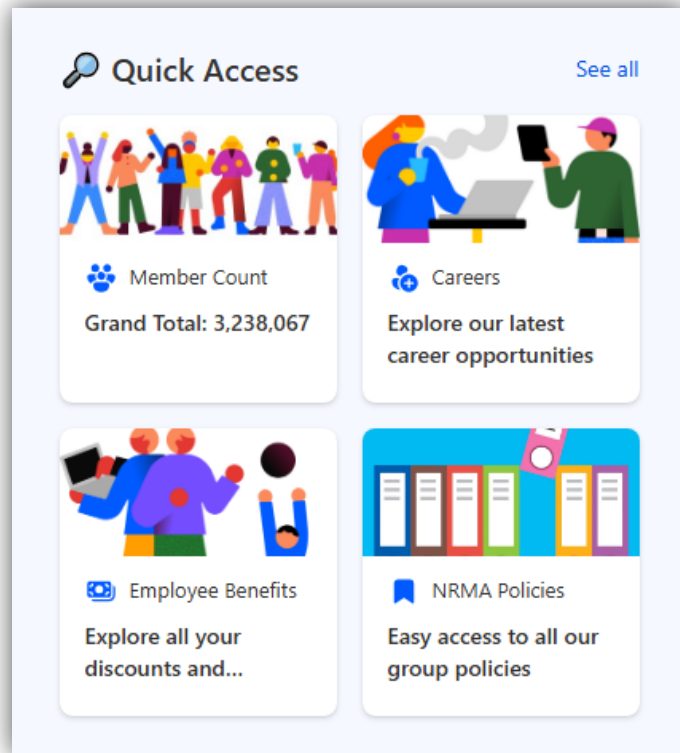 Quick Access
See all
Member Count
Grand Total: 3,238,067
Careers
Explore our latest
career opportunities
Employee Benefits
Explore all your
discounts and...
NRMA Policies
Easy access to all our
group policies